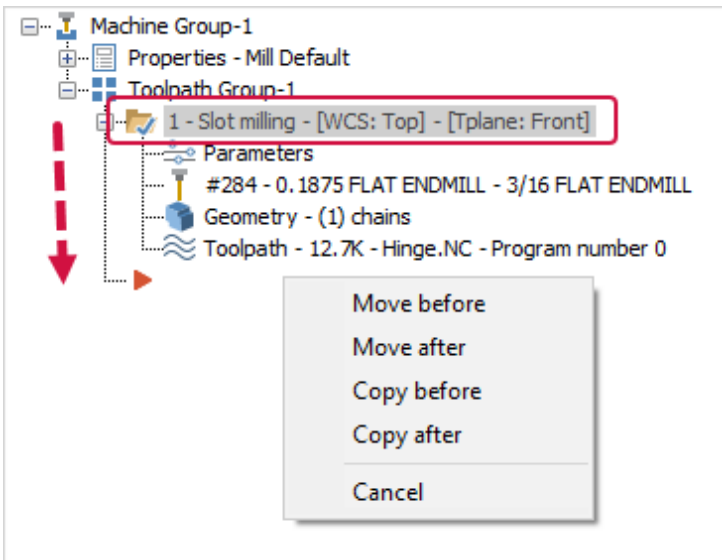 Machine Group-1
Properties - Mill Default
Toolpath Group-1
1 - Slot milling - [WCS: Top] - [Tplane: Front]
Parameters
#284 - 0.1875 FLAT ENDMILL - 3/16 FLAT ENDMILL
Geometry - (1) chains
Toolpath - 12.7K - Hinge.NC - Program number 0
Move before
Move after
Copy before
Copy after
Cancel